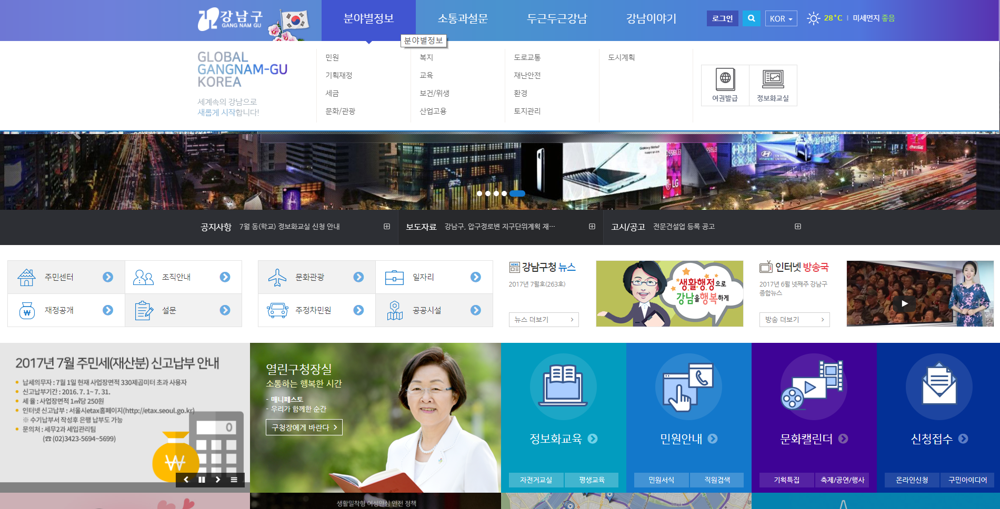 강남구
GANG NAM GU
분야별정보
소통과설문
두근두근강남
강남이야기
로그인
KOR
28°C
미세먼지 좋음
분야별정보
GLOBAL
GANGNAM-GU
KOREA
세계속의 강남으로
새롭게 시작합니다!
민원
기획재정
세금
문화/관광
복지
교육
보건/위생
산업고용
도로교통
재난안전
환경
토지관리
도시계획
여권발급
정보화교실
Galaxy Note7
HYUNDAI
LG
Coca-Cola
공지사항 7월 동(학교) 정보화교실 신청 안내
보도자료 강남구, 압구정로변 지구단위계획 재…
고시/공고 전문건설업 등록 공고
주민센터
조직안내
재정공개
설문
문화관광
일자리
주정차민원
공공시설
NEWS
강남구청 뉴스
2017년 7월호(263호)
뉴스 더보기
생활행정으로
강남을행복하게
인터넷 방송국
2017년 6월 넷째주 강남구
종합뉴스
방송 더보기
2017년 7월 주민세(재산분) 신고납부 안내
납세의무자 : 7월 1일 현재 사업장면적 330제곱미터 초과 사용자
신고납부기간 : 2016. 7. 1~ 7. 31.
세 율 : 사업장면적 1㎡당 250원
인터넷 신고납부 : 서울시etax홈페이지(http://etax.seoul.go.kr)
※ 수기납부서 작성후 은행 납부도 가능
문의처 : 세무2과 세입관리팀
(☎ (02)3423-5694~5699)
0
₩
열린구청장실
소통하는 행복한 시간
- 매니페스토
- 우리가 함께한 순간
구청장에게 바란다
정보화교육
자전거교실
평생교육
민원안내
민원서식
직원검색
문화캘린더
기획특집
축제/공연/행사
신청접수
온라인신청
구민아이디어
생활밀착형 여성안심 안전 정책